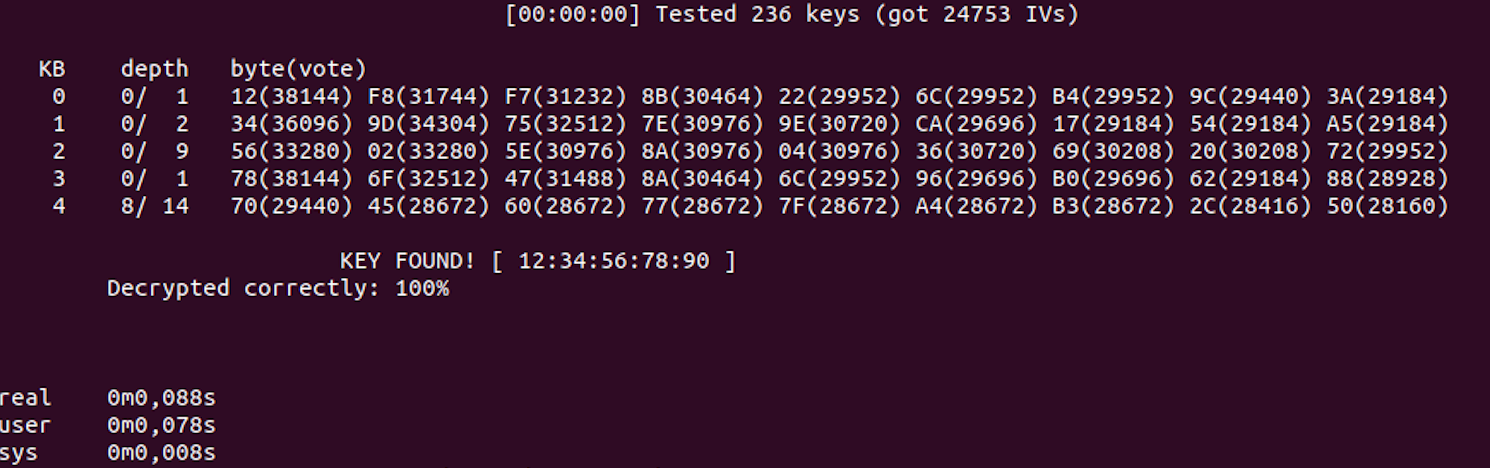 [00:00:00] Tested 236 keys (got 24753 IVs)
KB depth byte(vote)
0 0/ 1 12(38144) F8(31744) F7(31232) 8B(30464) 22(29952) 6C(29952) B4(29952) 9C(29440) 3A(29184)
1 0/ 2 34(36096) 9D(34304) 75(32512) 7E(30976) 9E(30720) CA(29696) 17(29184) 54(29184) A5(29184)
2 0/ 9 56(33280) 02(33280) 5E(30976) 8A(30976) 04(30976) 36(30720) 69(30208) 20(30208) 72(29952)
3 0/ 1 78(38144) 6F(32512) 47(31488) 8A(30464) 6C(29952) 96(29696) B0(29696) 62(29184) 88(28928)
4 8/ 14 70(29440) 45(28672) 60(28672) 77(28672) 7F(28672) A4(28672) B3(28672) 2C(28416) 50(28160)
KEY FOUND! [ 12:34:56:78:90 ]
Decrypted correctly: 100%
real 0m0,088s
user 0m0,078s
sys 0m0,008s